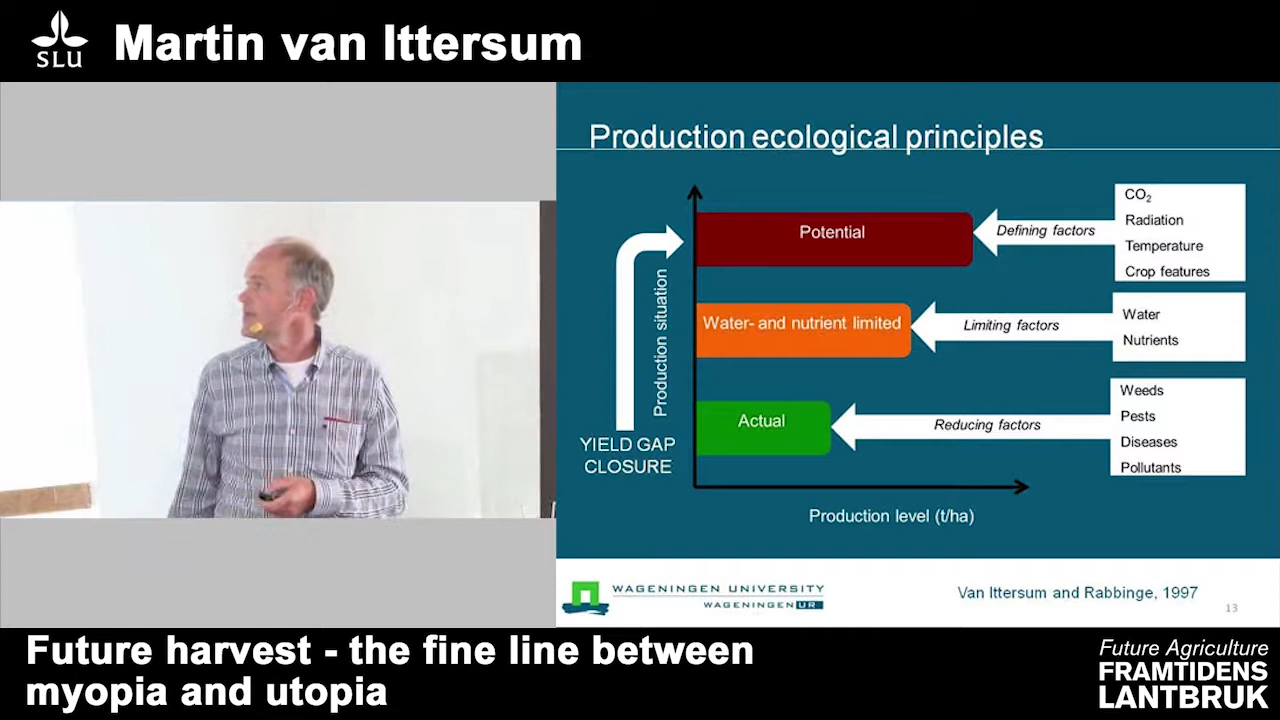 SLU
Martin van Ittersum
Production ecological principles
Potential
Water- and nutrient limited
Actual
Production situation
YIELD GAP
CLOSURE
Production level (t/ha)
Defining factors
CO₂
Radiation
Temperature
Crop features
Limiting factors
Water
Nutrients
Reducing factors
Weeds
Pests
Diseases
Pollutants
WAGENINGEN UNIVERSITY
WAGENINGEN UR
Van Ittersum and Rabbinge, 1997
13
Future harvest - the fine line between
myopia and utopia
Future Agriculture
FRAMTIDENS
LANTBRUK